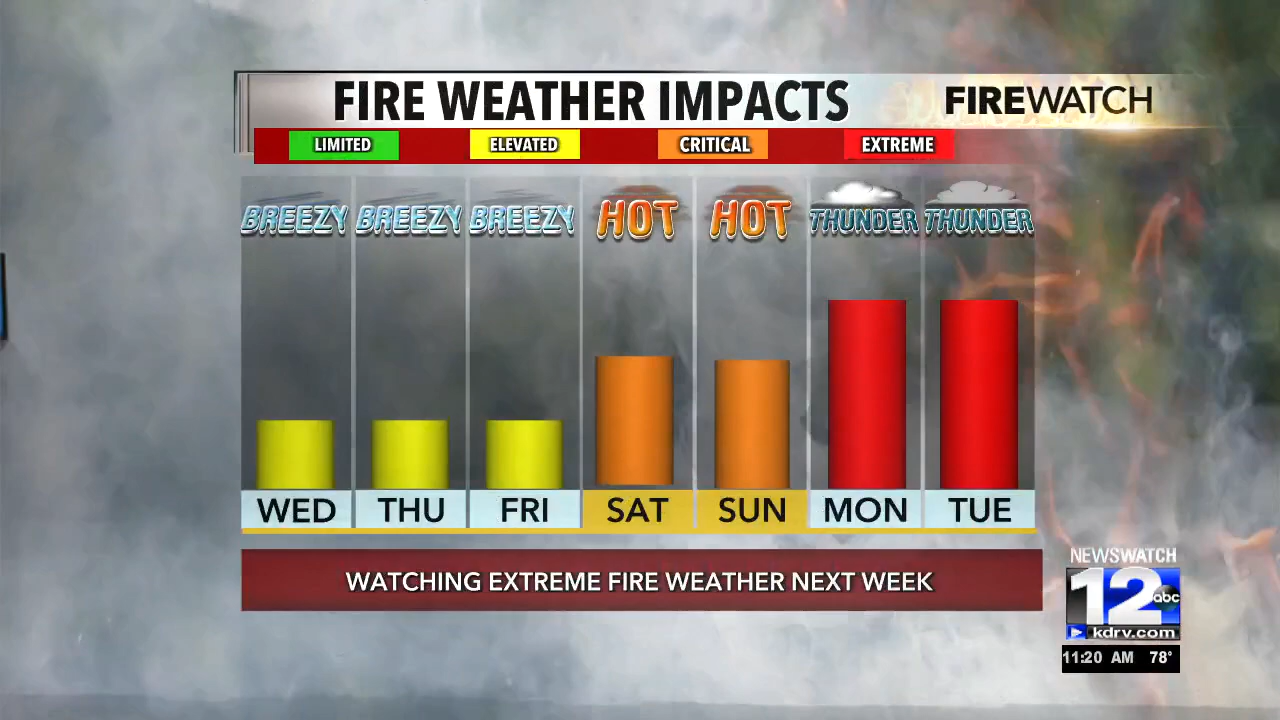 FIRE WEATHER IMPACTS
FIREWATCH
LIMITED ELEVATED CRITICAL EXTREME
BREEZY BREEZY BREEZY HOT HOT THUNDER THUNDER
WED THU FRI SAT SUN MON TUE
WATCHING EXTREME FIRE WEATHER NEXT WEEK
NEWSWATCH
12 abc
kdrv.com
11:20 AM 78°